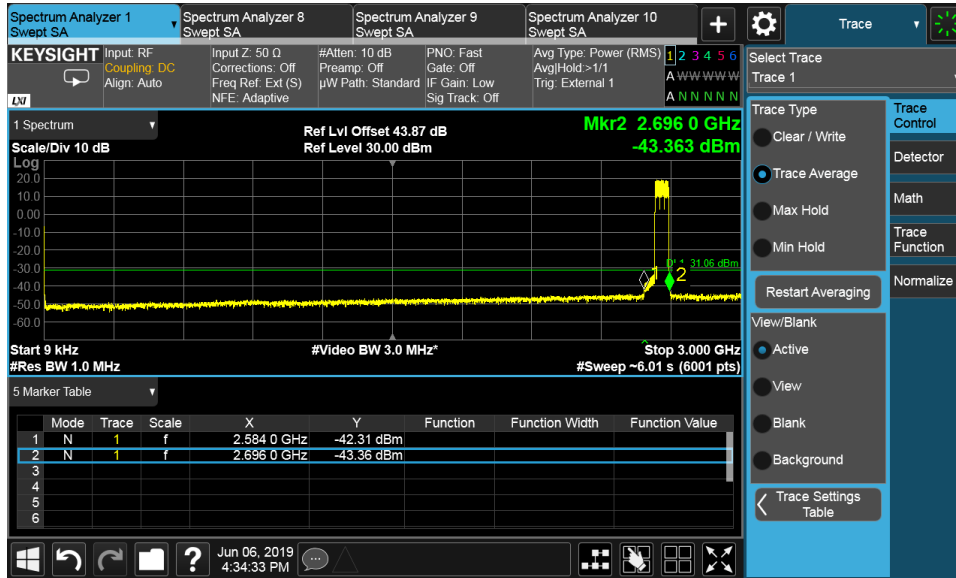 Spectrum Analyzer 1
Swept SA
Spectrum Analyzer 8
Swept SA
Spectrum Analyzer 9
Swept SA
Spectrum Analyzer 10
Swept SA
+
Trace
KEYSIGHT
LXI
Input: RF
Coupling: DC
Align: Auto
Input Z: 50 Ω
Corrections: Off
Freq Ref: Ext (S)
NFE: Adaptive
#Atten: 10 dB
Preamp: Off
µW Path: Standard
PNO: Fast
Gate: Off
IF Gain: Low
Sig Track: Off
Avg Type: Power (RMS)
Avg|Hold:>1/1
Trig: External 1
1 2 3 4 5 6
A W W W W W
A N N N N N
Select Trace
Trace 1
1 Spectrum
Scale/Div 10 dB
Ref Lvl Offset 43.87 dB
Ref Level 30.00 dBm
Mkr2 2.696 0 GHz
-43.363 dBm
Log
20.0
10.0
0.00
-10.0
-20.0
-30.0
-40.0
-50.0
-60.0
2
Start 9 kHz
#Res BW 1.0 MHz
#Video BW 3.0 MHz*
Stop 3.000 GHz
#Sweep ~6.01 s (6001 pts)
5 Marker Table
Mode Trace Scale X Y Function Function Width Function Value
1 N 1 f 2.584 0 GHz -42.31 dBm
2 N 1 f 2.696 0 GHz -43.36 dBm
3
4
5
6
Trace Type
Clear / Write
Trace Average
Max Hold
Min Hold
Restart Averaging
View/Blank
Active
View
Blank
Background
Trace Settings
Table
Trace
Control
Detector
Math
Trace
Function
Normalize
?
Jun 06, 2019
4:34:33 PM